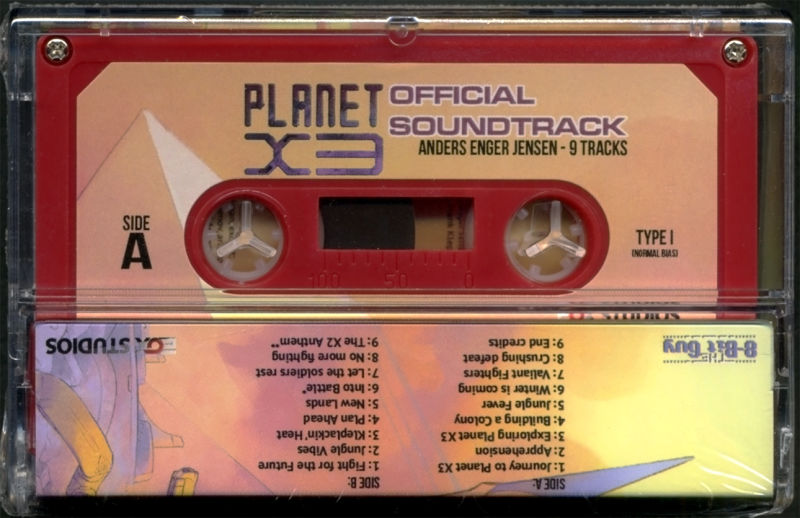 PLANET
X3
OFFICIAL
SOUNDTRACK
ANDERS ENGER JENSEN - 9 TRACKS
SIDE
A
TYPE I
(NORMAL BIAS)
100 50 0
STUDIOS
THE
8-Bit Guy
SIDE A:
1: Journey to Planet X3
2: Apprehension
3: Exploring Planet X3
4: Building a Colony
5: Jungle Fever
6: Winter is coming
7: Valiant Fighters
8: Crushing defeat
9: End credits
SIDE B:
1: Fight for the Future
2: Jungle Vibes
3: Kleplackin' Heat
4: Plan Ahead
5: New Lands
6: Into Battle*
7: Let the soldiers rest
8: No more fighting
9: The X2 Anthem**
STUDIOS